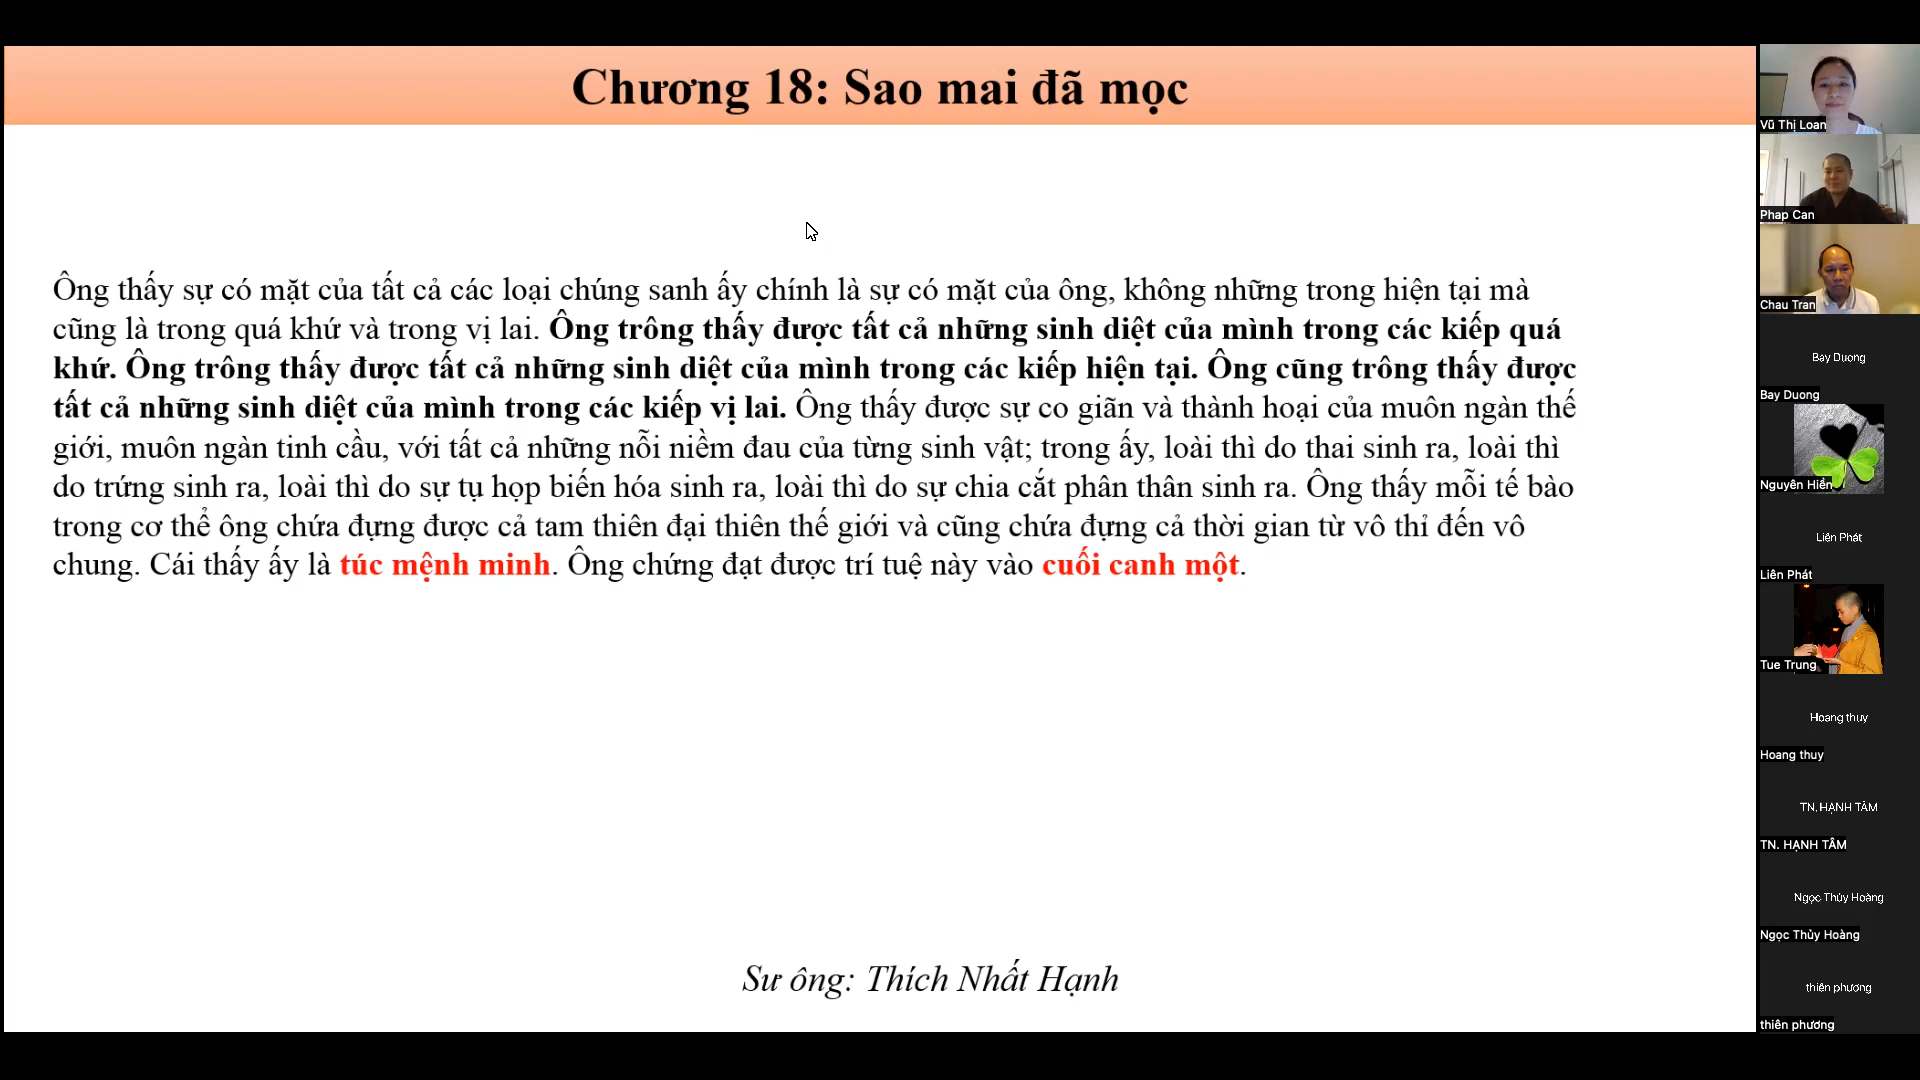 Chương 18: Sao mai đã mọc
Ông thấy sự có mặt của tất cả các loại chúng sanh ấy chính là sự có mặt của ông, không những trong hiện tại mà
cũng là trong quá khứ và trong vị lai. Ông trông thấy được tất cả những sinh diệt của mình trong các kiếp quá
khứ. Ông trông thấy được tất cả những sinh diệt của mình trong các kiếp hiện tại. Ông cũng trông thấy được
tất cả những sinh diệt của mình trong các kiếp vị lai. Ông thấy được sự co giãn và thành hoại của muôn ngàn thế
giới, muôn ngàn tinh cầu, với tất cả những nỗi niềm đau của từng sinh vật; trong ấy, loài thì do thai sinh ra, loài thì
do trứng sinh ra, loài thì do sự tụ họp biến hóa sinh ra, loài thì do sự chia cắt phân thân sinh ra. Ông thấy mỗi tế bào
trong cơ thể ông chứa đựng được cả tam thiên đại thiên thế giới và cũng chứa đựng cả thời gian từ vô thỉ đến vô
chung. Cái thấy ấy là túc mệnh minh. Ông chứng đạt được trí tuệ này vào cuối canh một.
Sư ông: Thích Nhất Hạnh
Vũ Thị Loan
Phap Can
Chau Tran
Bay Duong
Bay Duong
Nguyên Hiển
Liên Phát
Liên Phát
Tue Trung
Hoang thuy
Hoang thuy
TN. HẠNH TÂM
TN. HẠNH TÂM
Ngọc Thủy Hoàng
Ngọc Thủy Hoàng
thiên phương
thiên phương